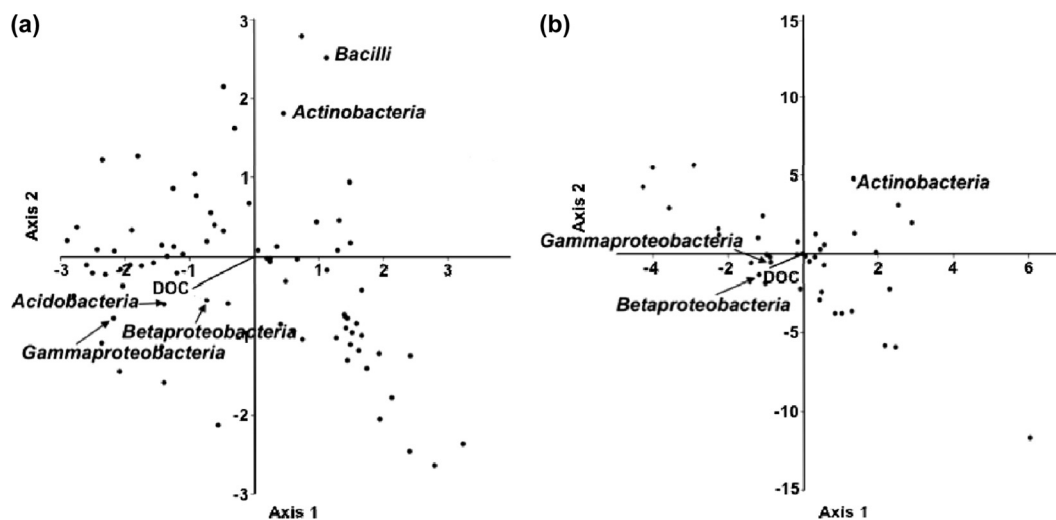 (a)
3
Bacilli
2
Actinobacteria
1
Axis 2
-3 -2 -1 1 2 3
DOC
Acidobacteria
Betaproteobacteria
Gammaproteobacteria
-2
-3
Axis 1
(b)
15
10
5
Actinobacteria
Axis 2
Gammaproteobacteria
0
-4 -2 0 2 4 6
DOC
Betaproteobacteria
-5
-10
-15
Axis 1